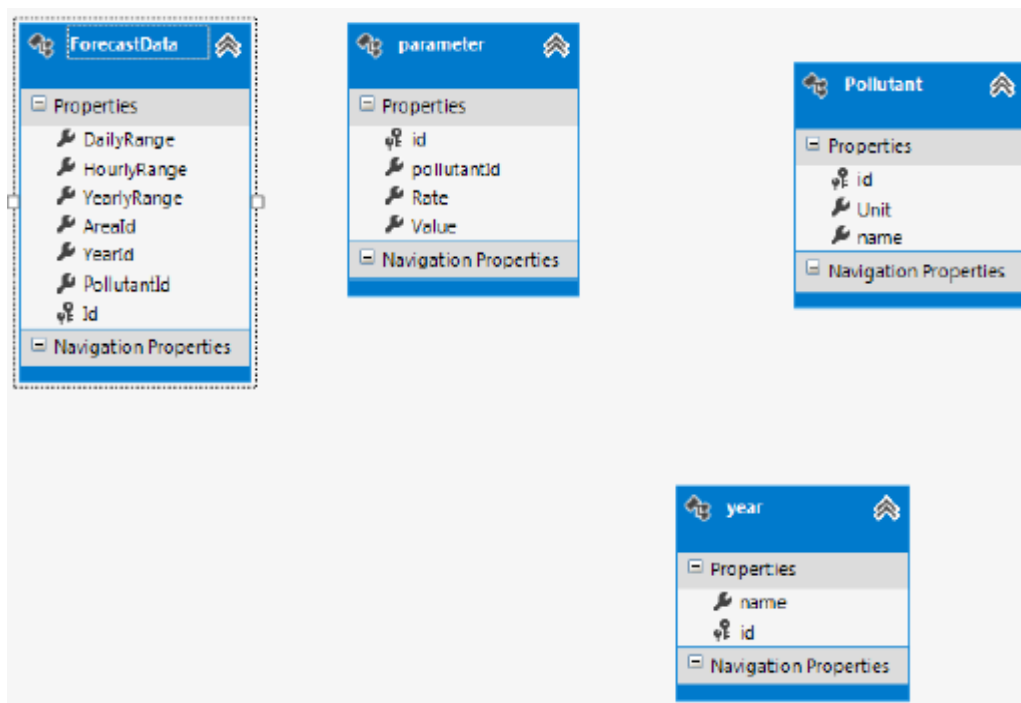 ForecastData
Properties
DailyRange
HourlyRange
YearlyRange
AreaId
YearId
PollutantId
Id
Navigation Properties
parameter
Properties
id
pollutantId
Rate
Value
Navigation Properties
Pollutant
Properties
id
Unit
name
Navigation Properties
year
Properties
name
id
Navigation Properties